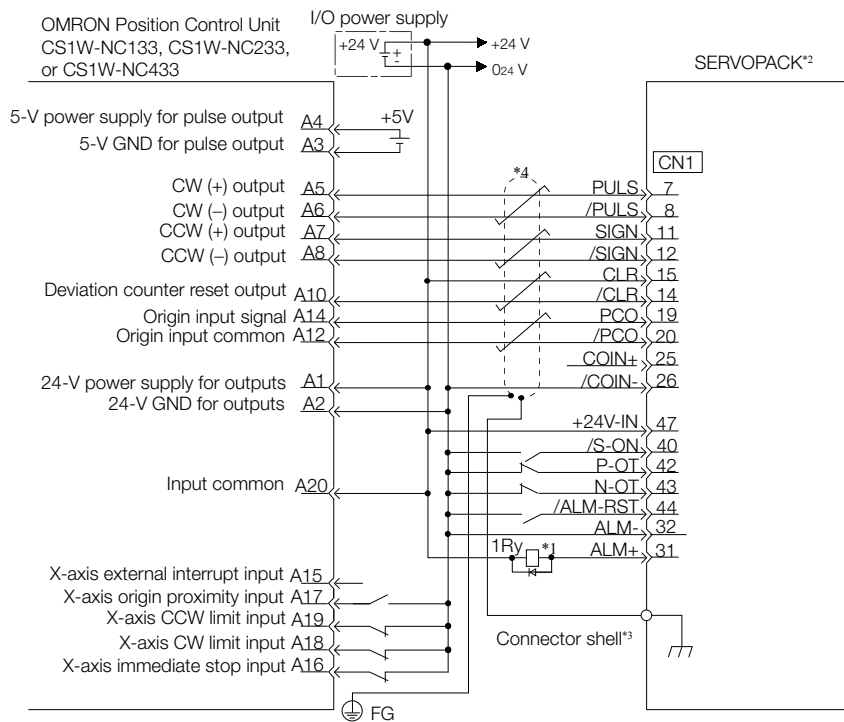 OMRON Position Control Unit
CS1W-NC133, CS1W-NC233,
or CS1W-NC433
I/O power supply
+24 V
+
-
+24 V
024 V
SERVOPACK*2
5-V power supply for pulse output A4 +5V
5-V GND for pulse output A3
CN1
*4
CW (+) output A5 PULS 7
CW (–) output A6 /PULS 8
CCW (+) output A7 SIGN 11
CCW (–) output A8 /SIGN 12
CLR 15
Deviation counter reset output A10 /CLR 14
Origin input signal A14 PCO 19
Origin input common A12 /PCO 20
COIN+ 25
24-V power supply for outputs A1 /COIN- 26
24-V GND for outputs A2
+24V-IN 47
/S-ON 40
P-OT 42
Input common A20 N-OT 43
/ALM-RST 44
ALM- 32
1Ry *1 ALM+ 31
X-axis external interrupt input A15
X-axis origin proximity input A17
X-axis CCW limit input A19
X-axis CW limit input A18
X-axis immediate stop input A16
Connector shell*3
FG